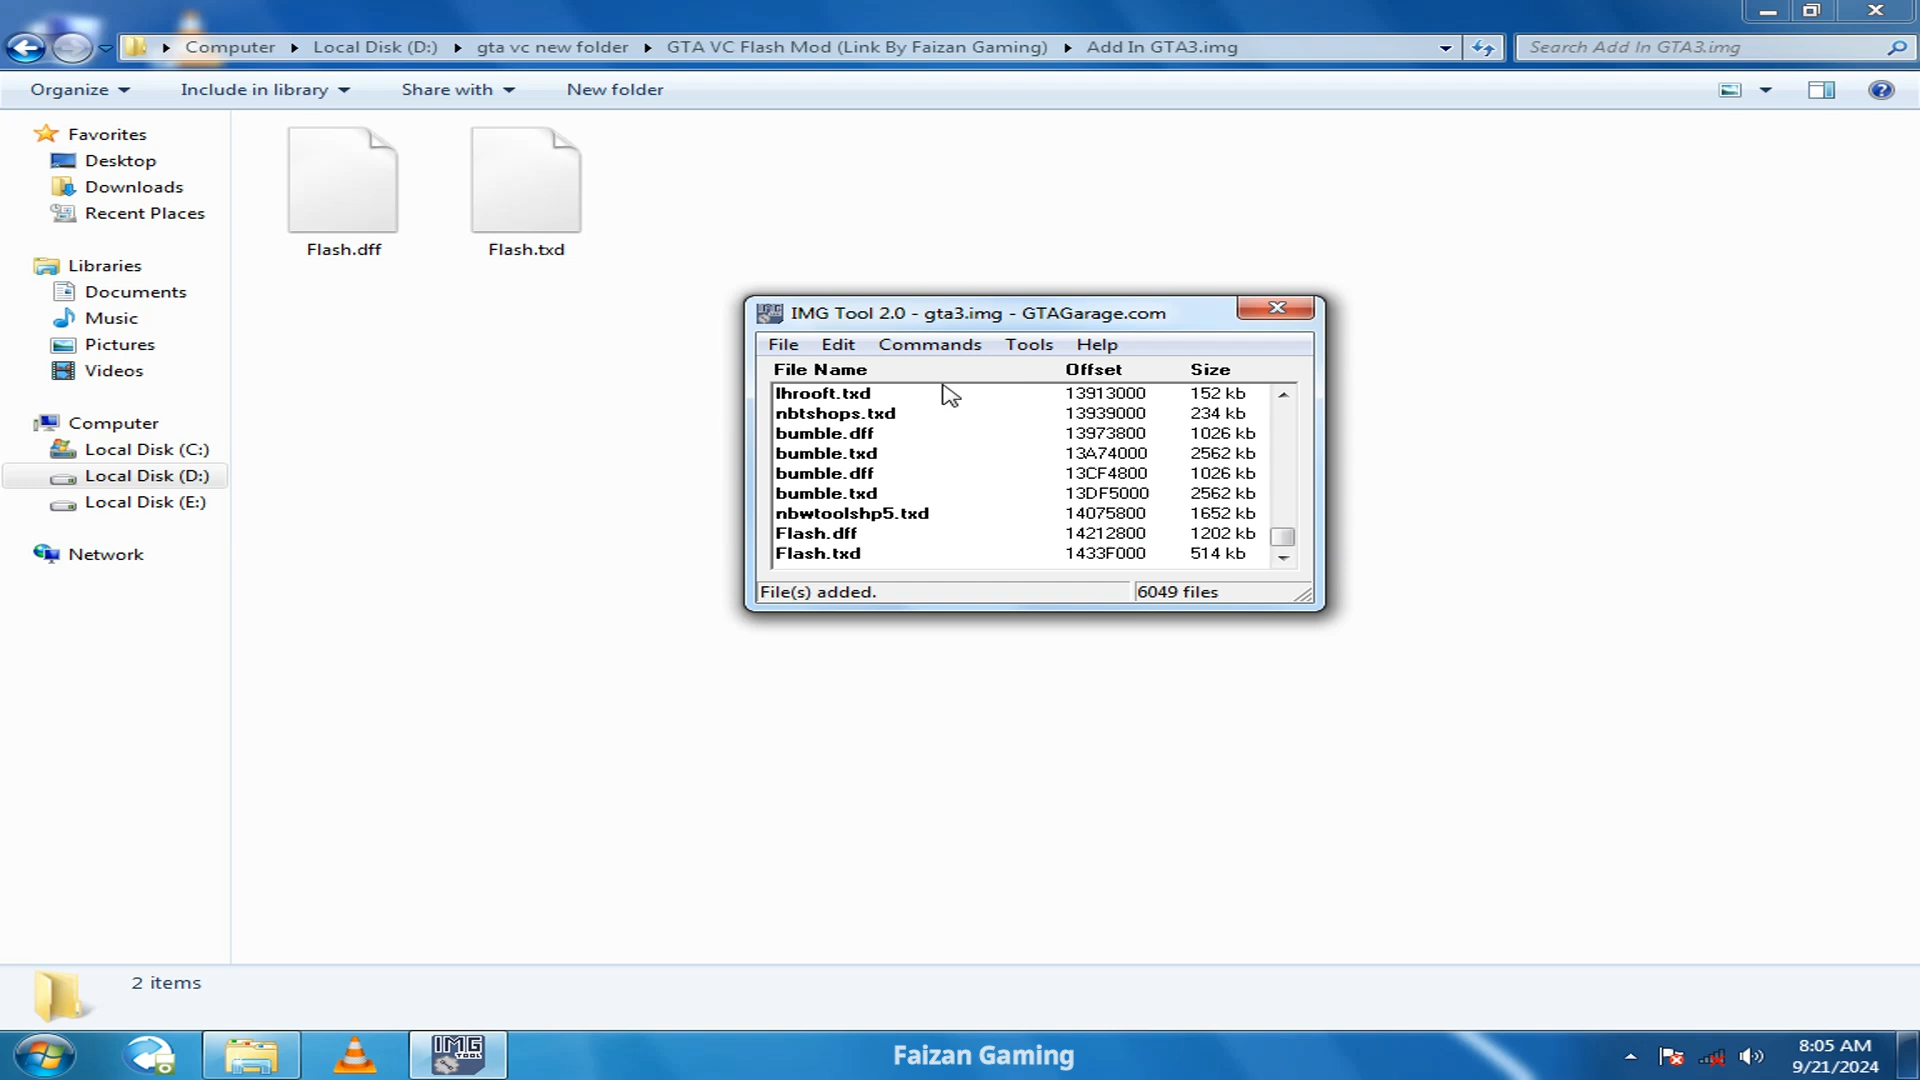 Computer Local Disk (D:) gta vc new folder GTA VC Flash Mod (Link By Faizan Gaming) Add In GTA3.img Search Add In GTA3.img
Organize Include in library Share with New folder
Favorites
Desktop
Downloads
Recent Places
Libraries
Documents
Music
Pictures
Videos
Computer
Local Disk (C:)
Local Disk (D:)
Local Disk (E:)
Network
Flash.dff Flash.txd
IMG Tool 2.0 - gta3.img - GTAGarage.com
File Edit Commands Tools Help
File Name Offset Size
lhrooft.txd 13913000 152 kb
nbtshops.txd 13939000 234 kb
bumble.dff 13973800 1026 kb
bumble.txd 13A74000 2562 kb
bumble.dff 13CF4800 1026 kb
bumble.txd 13DF5000 2562 kb
nbwtoolshp5.txd 14075800 1652 kb
Flash.dff 14212800 1202 kb
Flash.txd 1433F000 514 kb
File(s) added. 6049 files
2 items
IMG
TOOL
Faizan Gaming
8:05 AM
9/21/2024